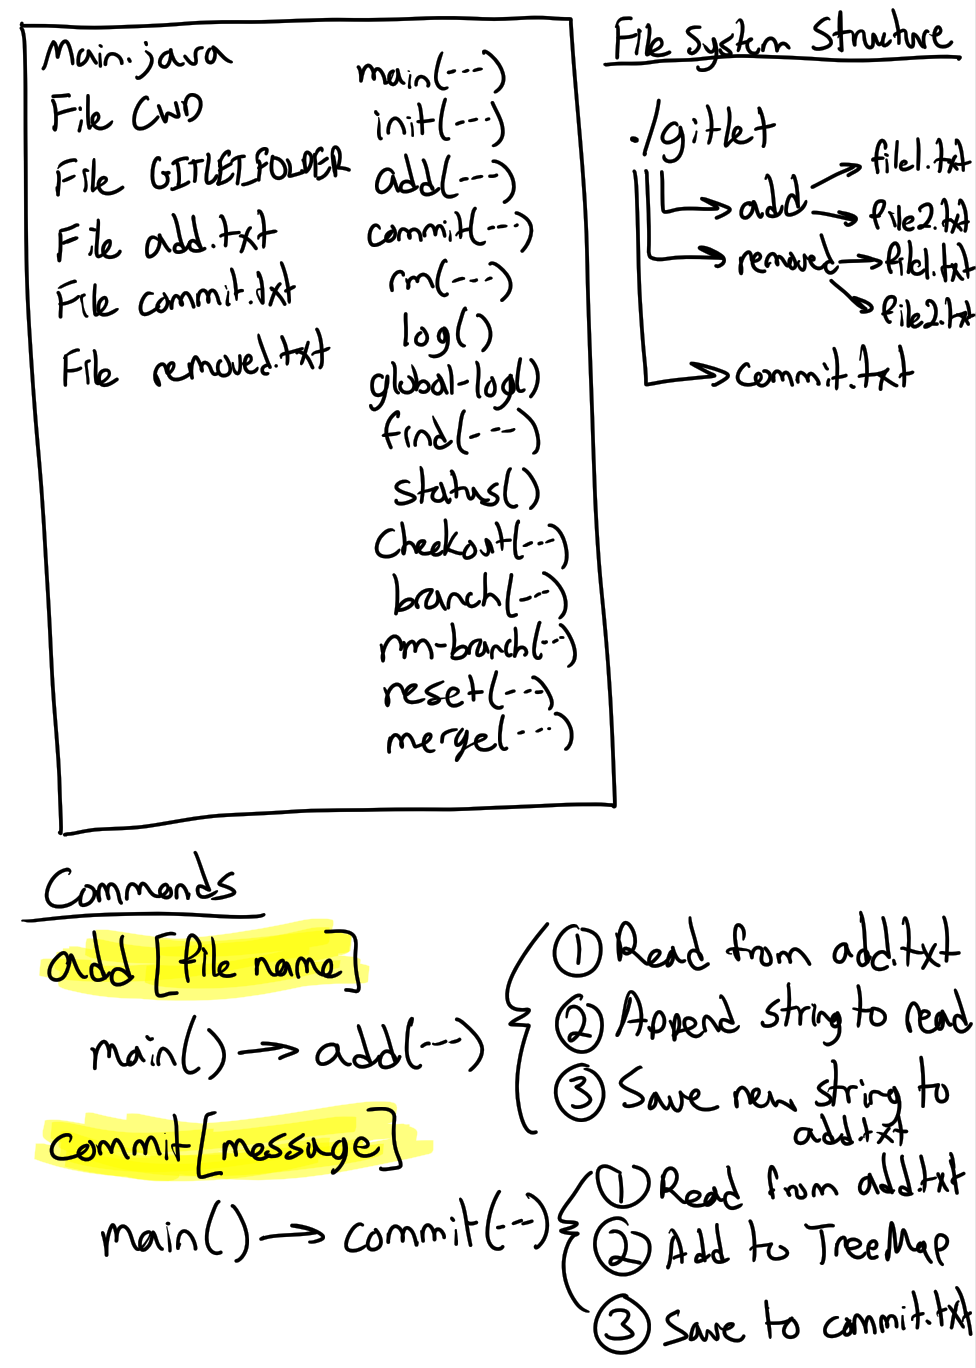 Main.java
File CWD
File GITLET_FOLDER
File add.txt
File commit.txt
File removed.txt
main(---)
init(---)
add(---)
commit(---)
rm(---)
log()
global-log()
find(---)
status()
checkout(---)
branch(---)
rm-branch(---)
reset(---)
merge(---)
File System Structure
./gitlet
add
file1.txt
file2.txt
removed
file1.txt
file2.txt
commit.txt
Commands
add [file name]
main() → add(---)
① Read from add.txt
② Append string to read
③ Save new string to
add.txt
commit [message]
main() → commit(---)
① Read from add.txt
② Add to TreeMap
③ Save to commit.txt